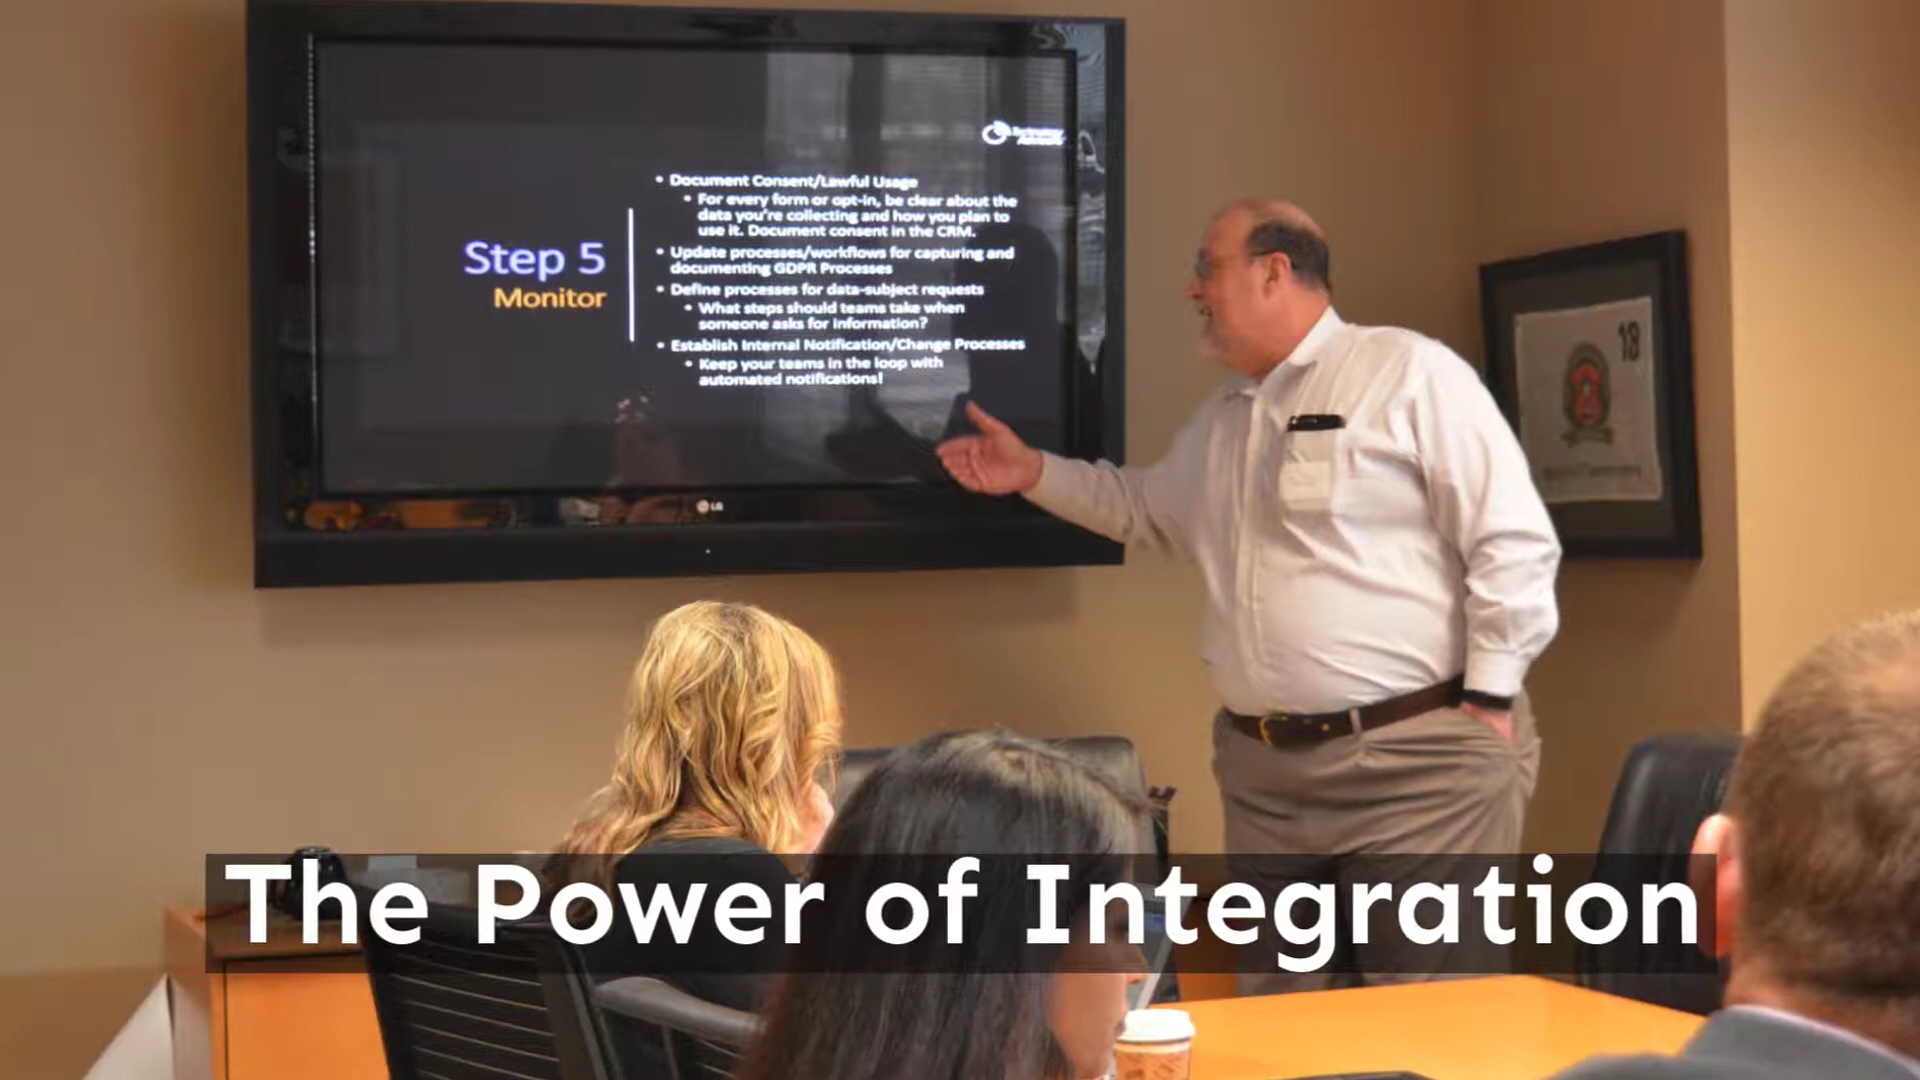 Step 5
Monitor
• Document Consent/Lawful Usage
• For every form or opt-in, be clear about the
data you're collecting and how you plan to
use it. Document consent in the CRM.
• Update processes/workflows for capturing and
documenting GDPR Processes
• Define processes for data-subject requests
• What steps should teams take when
someone asks for information?
• Establish Internal Notification/Change Processes
• Keep your teams in the loop with
automated notifications!
LG
18
The Power of Integration